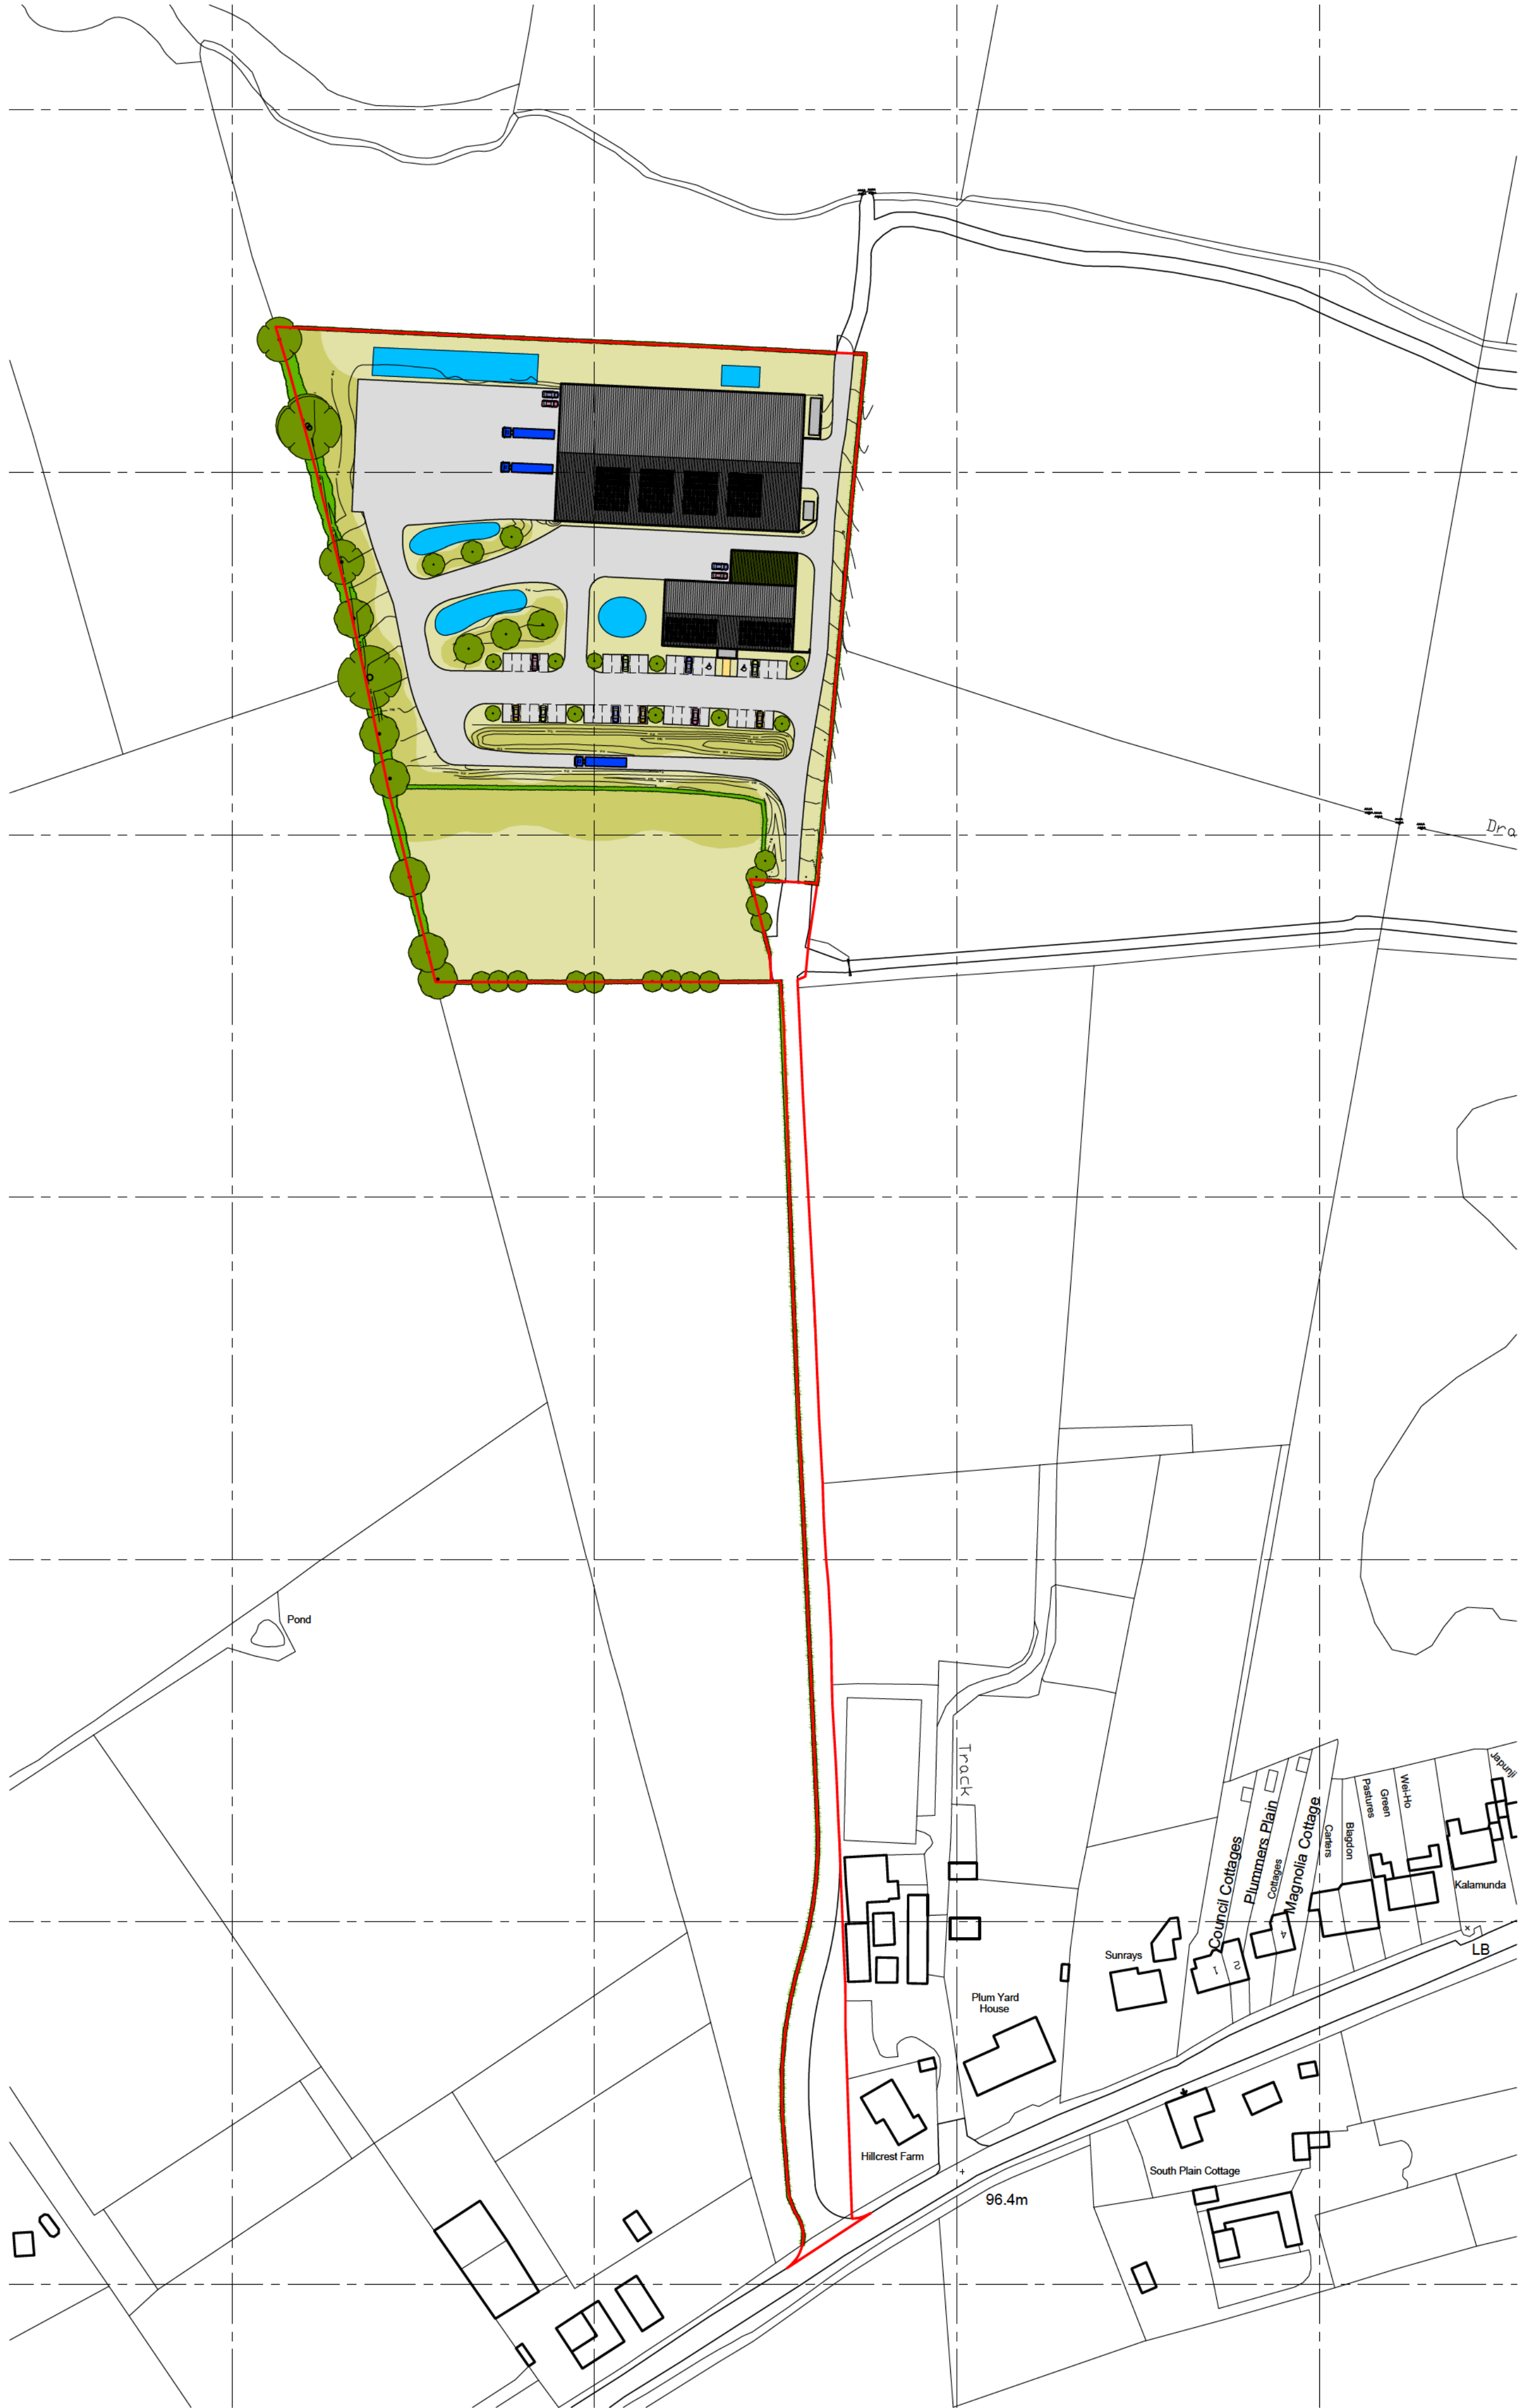 Dra
Pond
Track
Japunji
Wei-Ho
Green
Pastures
Blagdon
Carters
Magnolia Cottage
Cottages
Plummers Plain
Council Cottages
Kalamunda
LB
4
2
1
Sunrays
Plum Yard
House
Hillcrest Farm
South Plain Cottage
96.4m